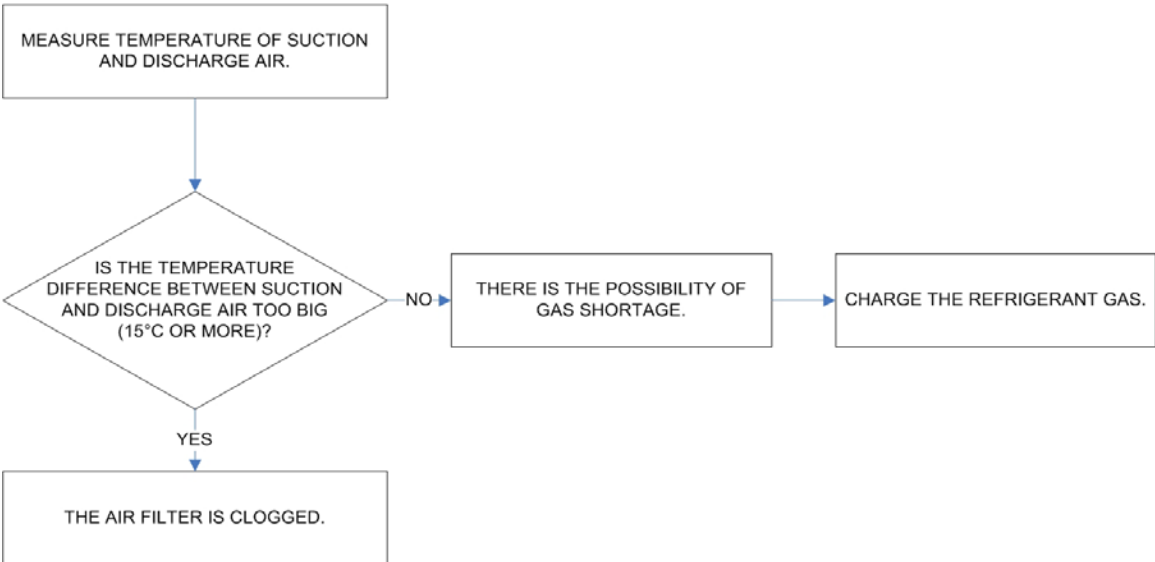 MEASURE TEMPERATURE OF SUCTION
AND DISCHARGE AIR.
IS THE TEMPERATURE
DIFFERENCE BETWEEN SUCTION
AND DISCHARGE AIR TOO BIG
(15°C OR MORE)?
NO
THERE IS THE POSSIBILITY OF
GAS SHORTAGE.
CHARGE THE REFRIGERANT GAS.
YES
THE AIR FILTER IS CLOGGED.